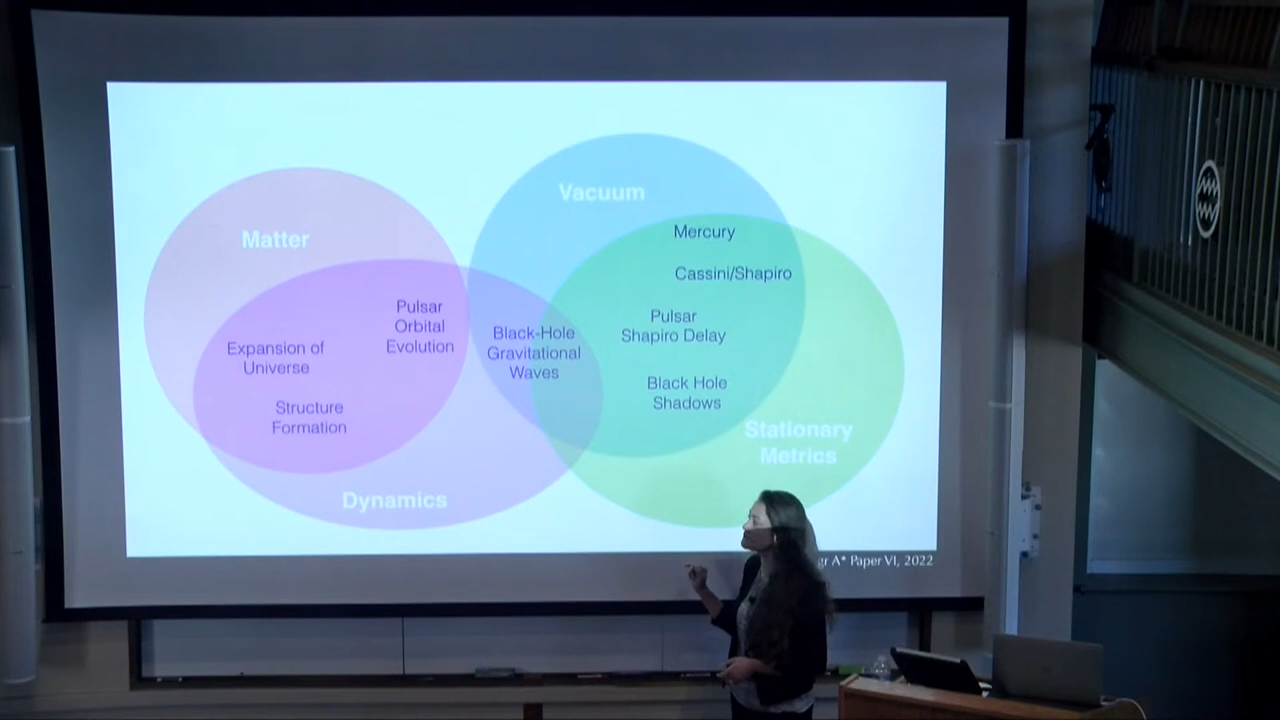 Vacuum
Matter
Mercury
Cassini/Shapiro
Pulsar
Orbital
Evolution
Pulsar
Shapiro Delay
Black-Hole
Gravitational
Waves
Expansion of
Universe
Black Hole
Shadows
Structure
Formation
Stationary
Metrics
Dynamics
A* Paper VI, 2022